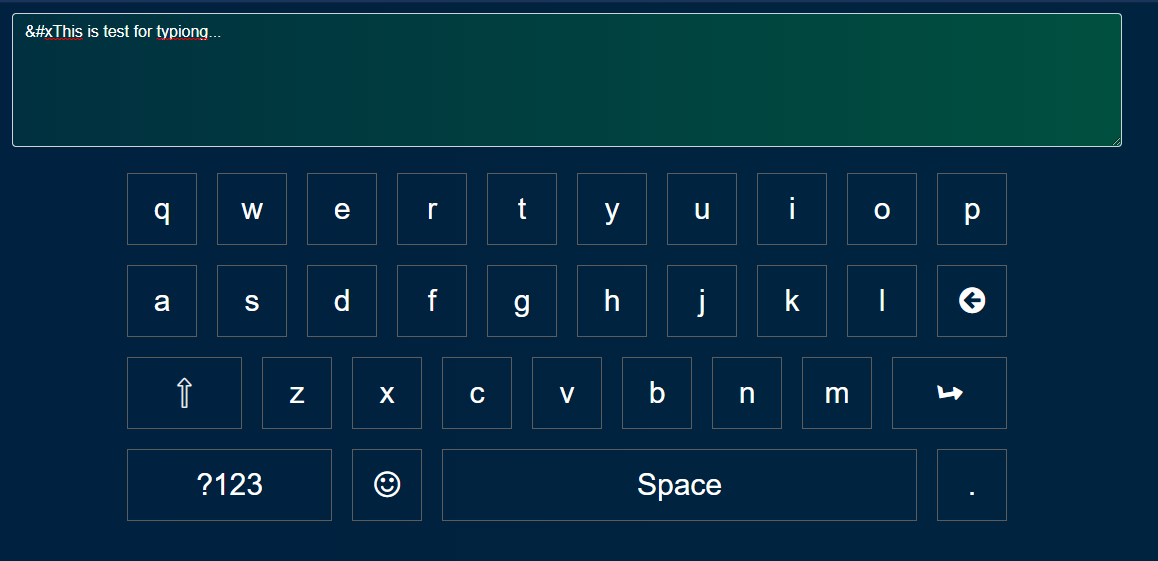 &#xThis is test for typiong...
q w e r t y u i o p
a s d f g h j k l
⇧ z x c v b n m
?123 ☺ Space .